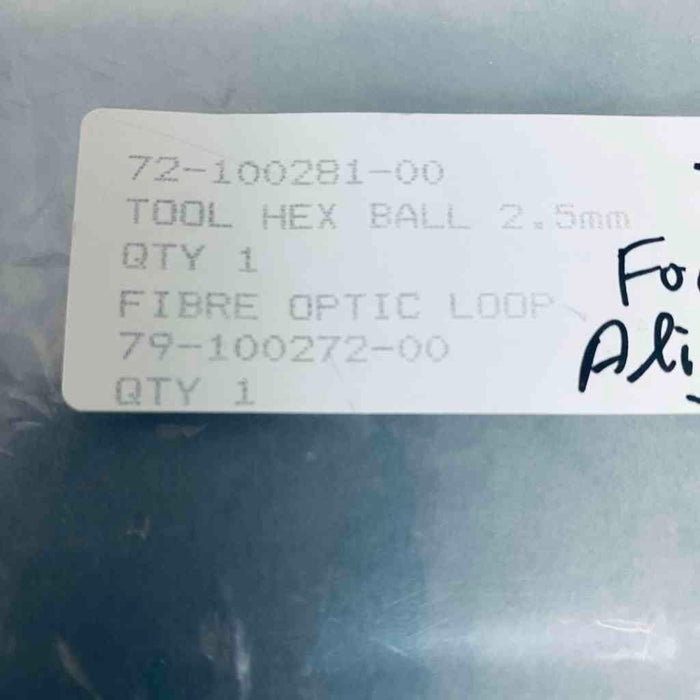 72-100281-00
TOOL HEX BALL 2.5mm
QTY 1
FIBRE OPTIC LOOP
79-100272-00
QTY 1